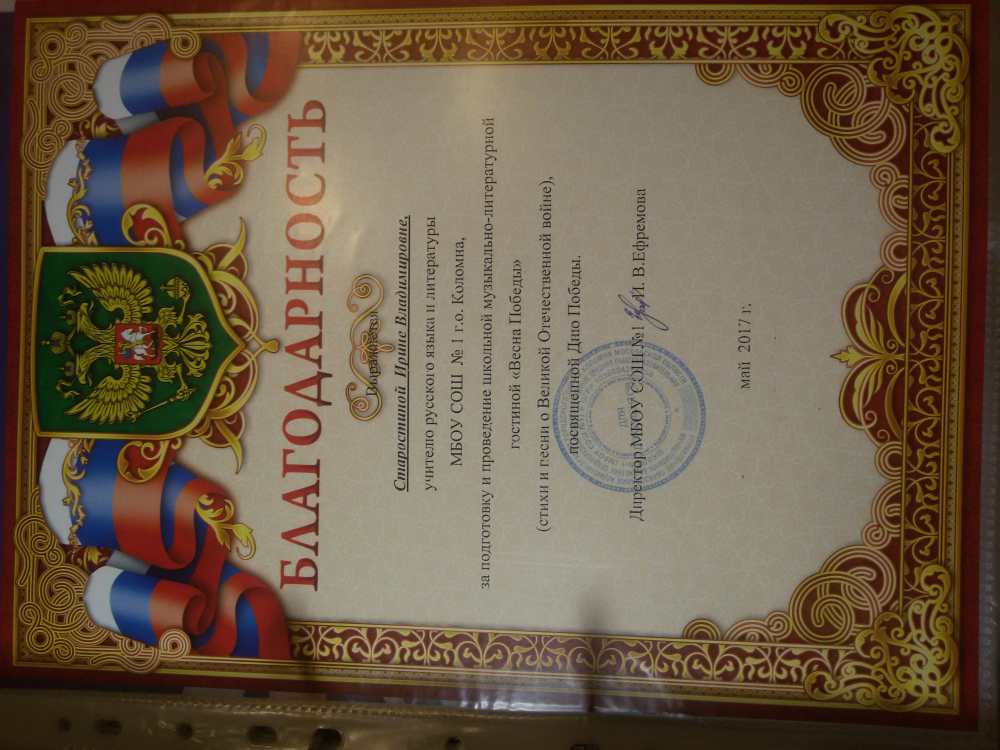 БЛАГОДАРНОСТЬ
Выражается
Старостиной Ирине Владимировне,
учителю русского языка и литературы
МБОУ СОШ № 1 г.о. Коломна,
за подготовку и проведение школьной музыкально-литературной
гостиной «Весна Победы»
(стихи и песни о Великой Отечественной войне),
посвященной Дню Победы.
Директор МБОУ СОШ №1 И.В.Ефремова
май 2017 г.